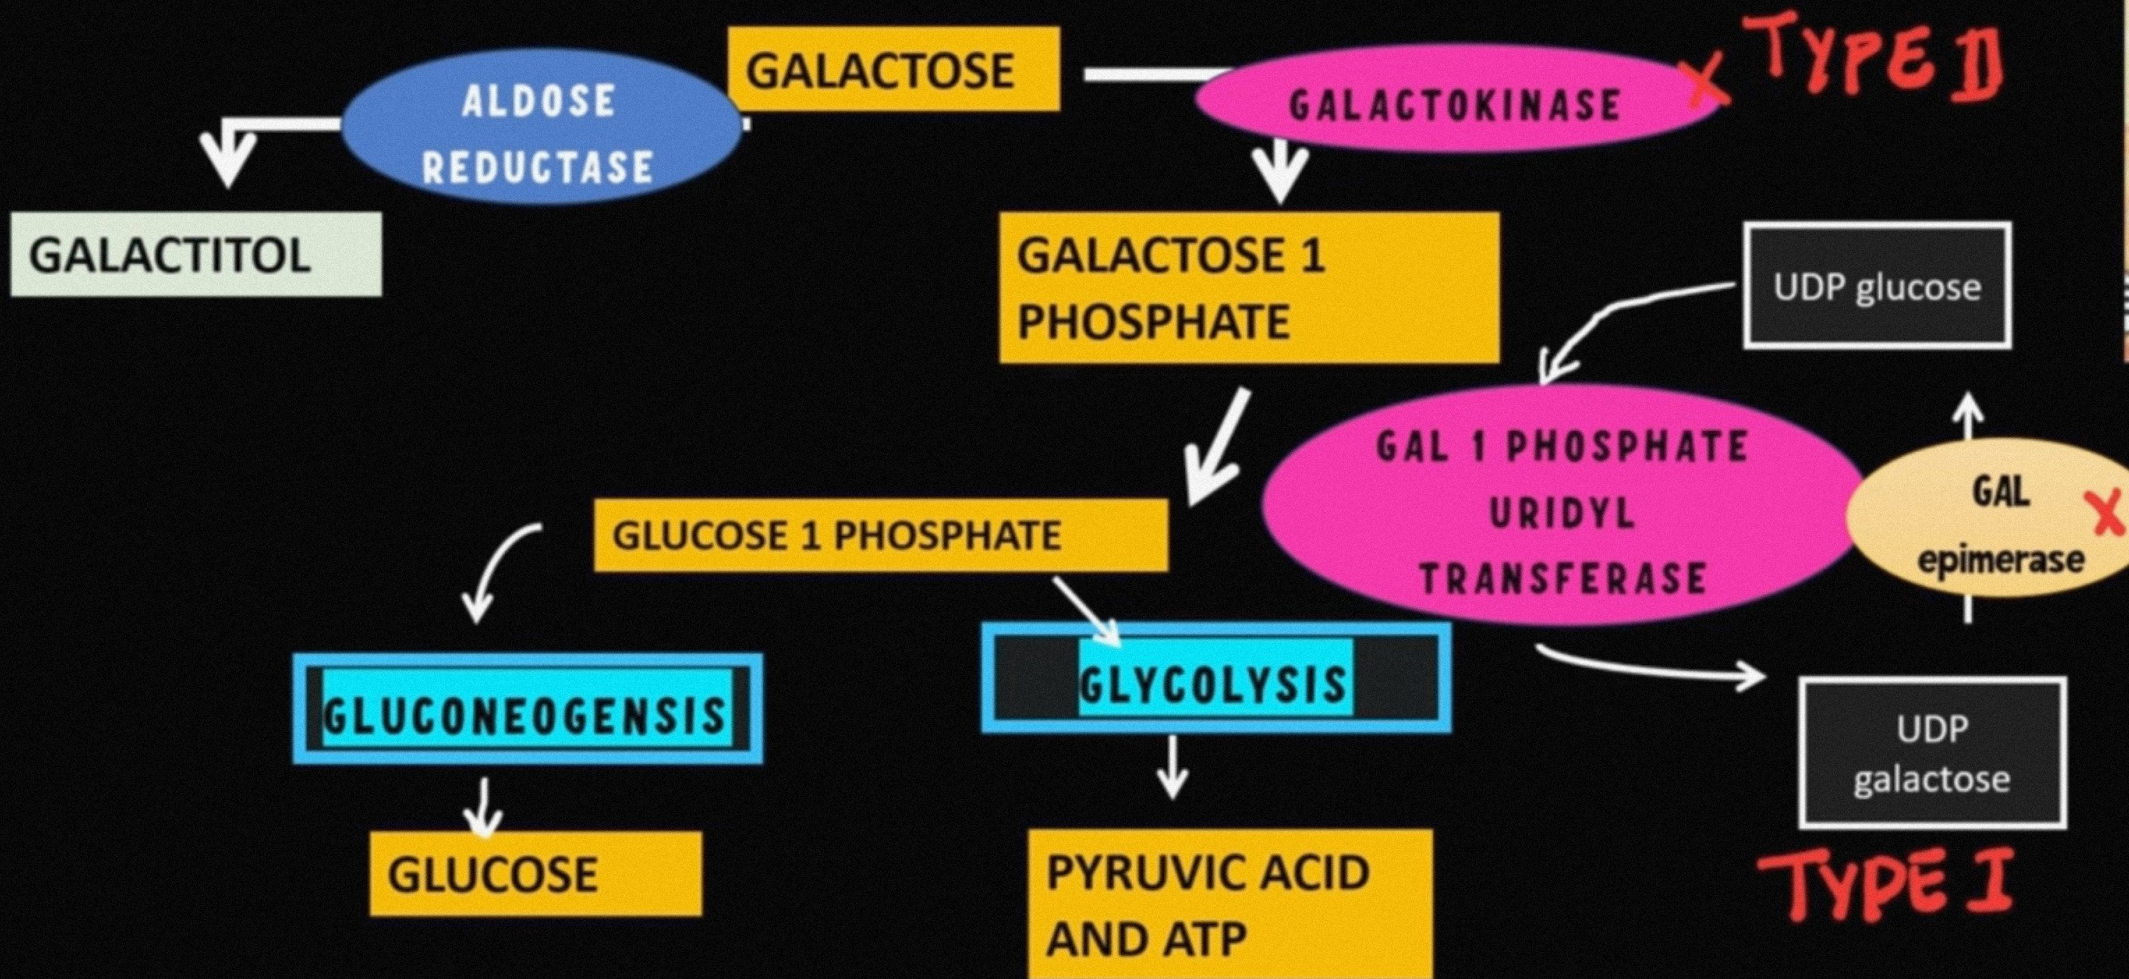 GALACTOSE
ALDOSE
REDUCTASE
GALACTOKINASE
TYPE II
GALACTITOL
GALACTOSE 1
PHOSPHATE
UDP glucose
GAL 1 PHOSPHATE
URIDYL
TRANSFERASE
GAL
epimerase
GLUCOSE 1 PHOSPHATE
GLUCONEOGENSIS
GLYCOLYSIS
UDP
galactose
GLUCOSE
PYRUVIC ACID
AND ATP
TYPE I